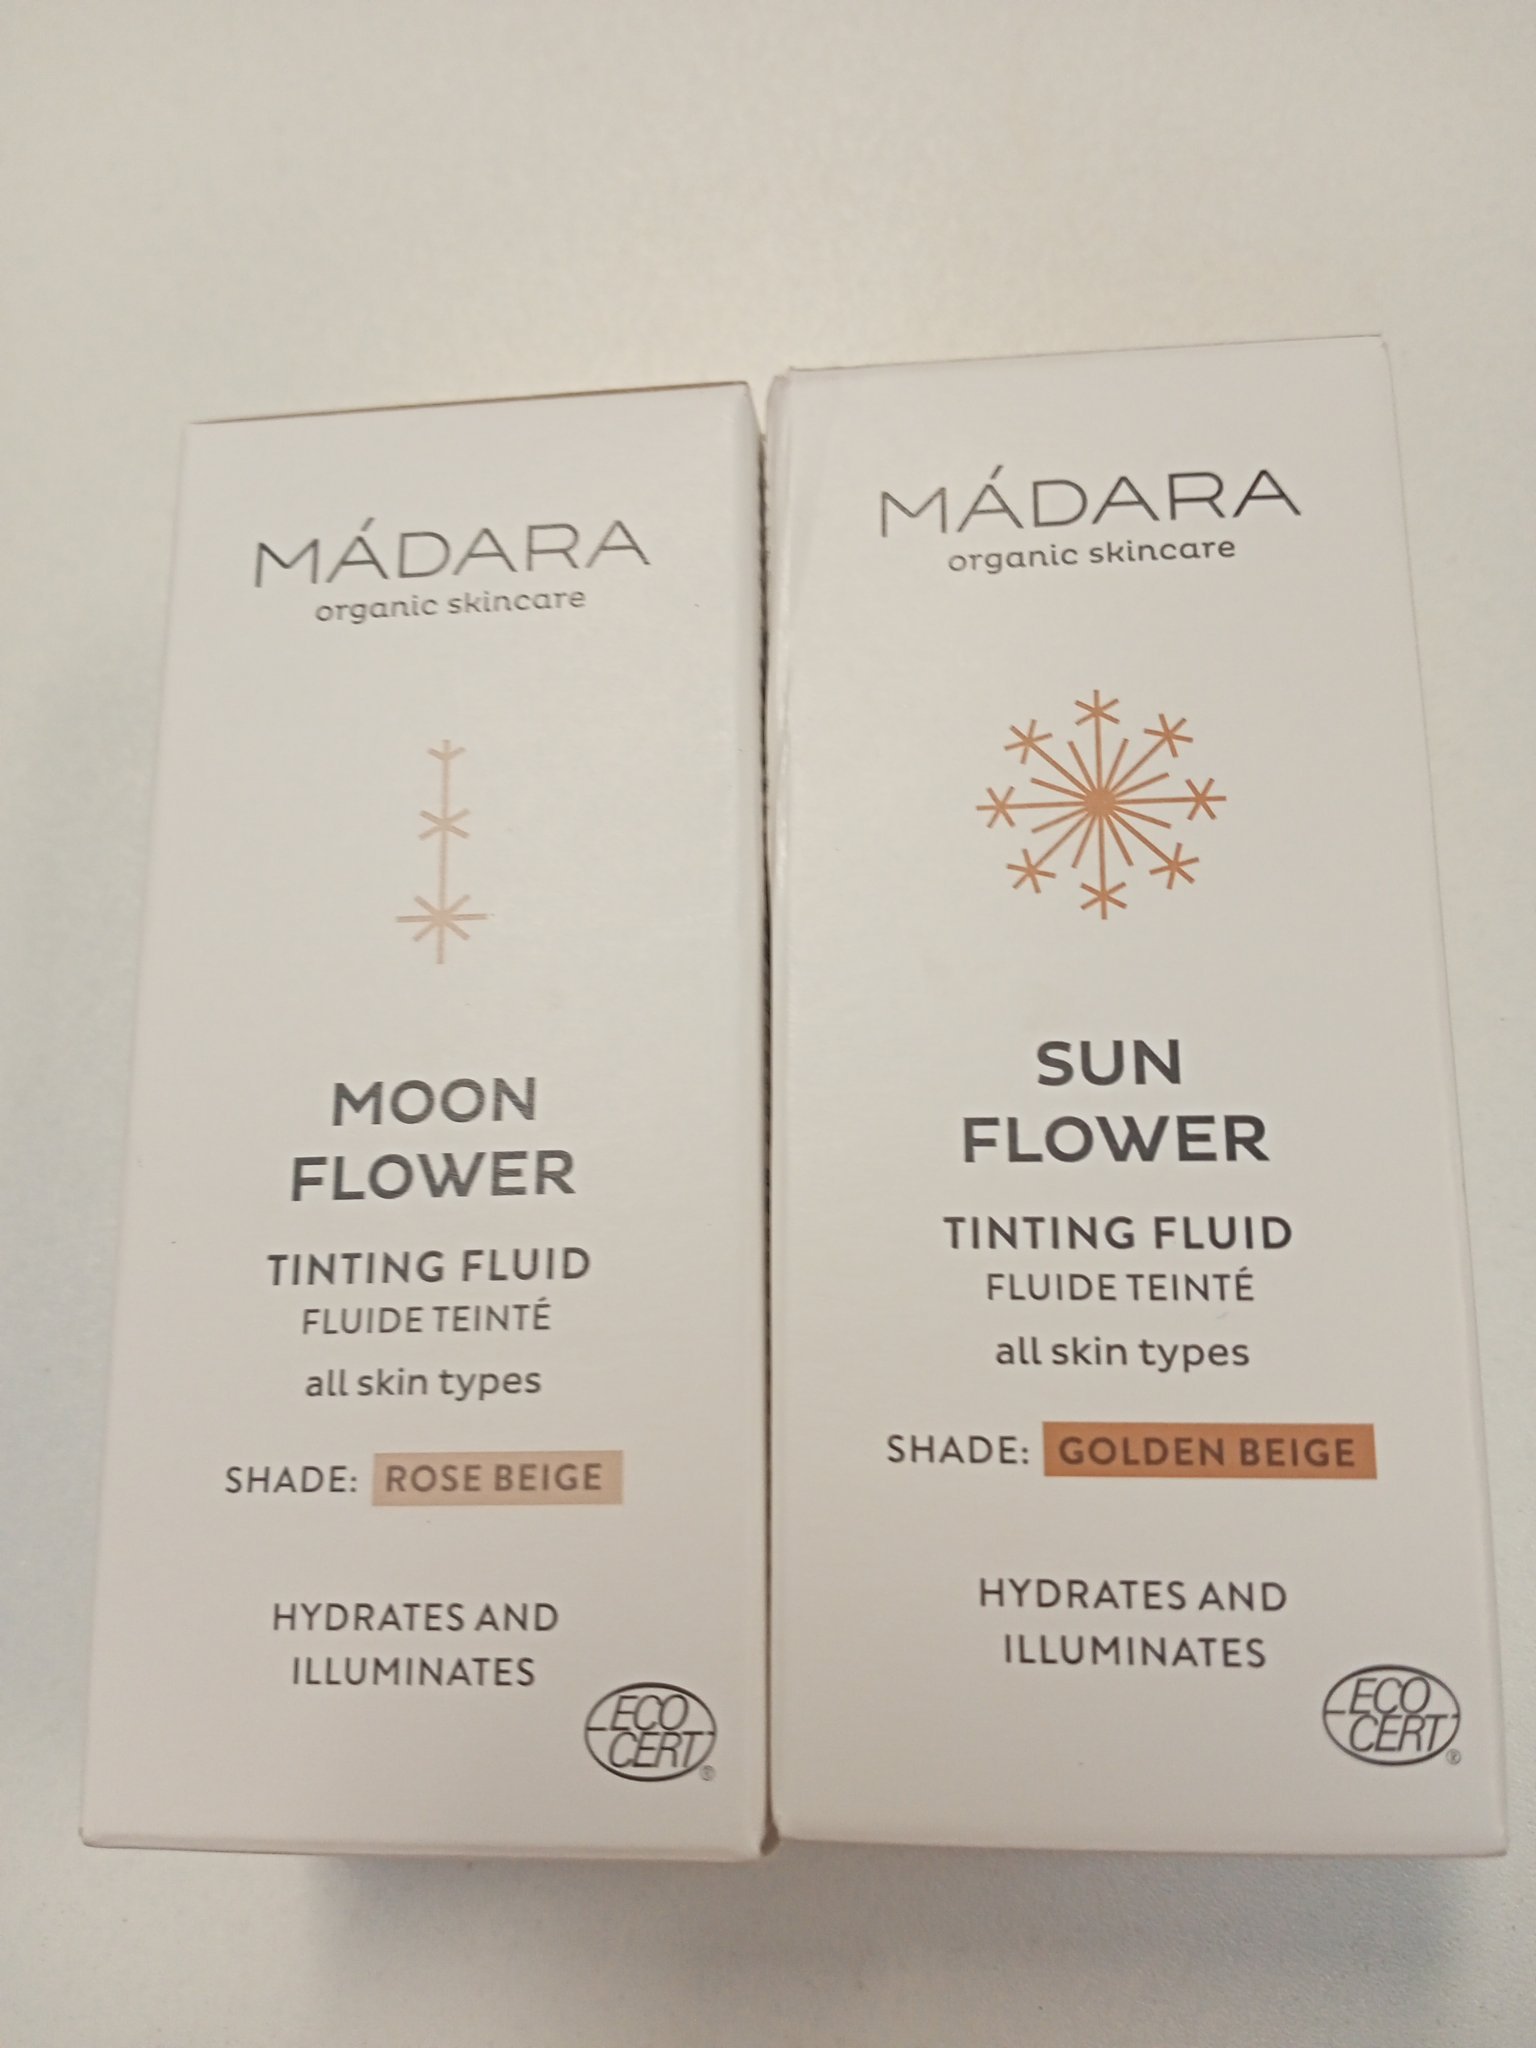 MÁDARA
organic skincare
MOON
FLOWER
TINTING FLUID
FLUIDE TEINTÉ
all skin types
SHADE: ROSE BEIGE
HYDRATES AND
ILLUMINATES
ECO
CERT
®
MÁDARA
organic skincare
SUN
FLOWER
TINTING FLUID
FLUIDE TEINTÉ
all skin types
SHADE: GOLDEN BEIGE
HYDRATES AND
ILLUMINATES
ECO
CERT
®